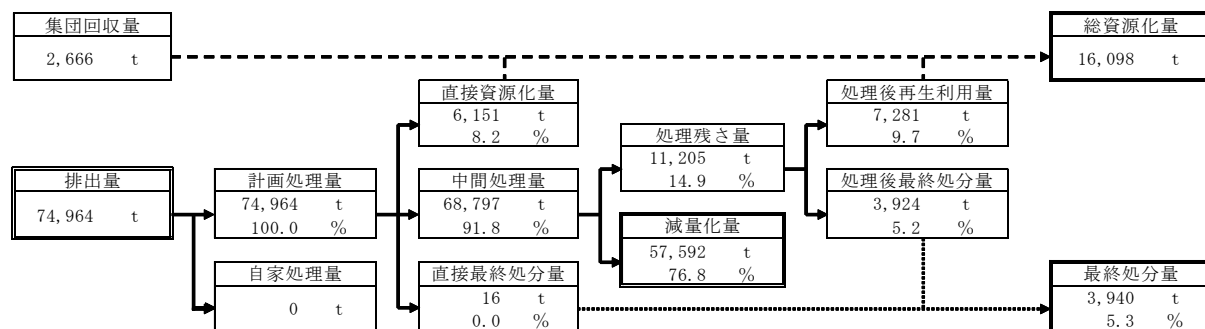 集団回収量
2,666 t
総資源化量
16,098 t
直接資源化量
6,151 t
8.2 %
処理後再生利用量
7,281 t
9.7 %
処理残さ量
11,205 t
14.9 %
排出量
74,964 t
計画処理量
74,964 t
100.0 %
中間処理量
68,797 t
91.8 %
処理後最終処分量
3,924 t
5.2 %
減量化量
57,592 t
76.8 %
自家処理量
0 t
直接最終処分量
16 t
0.0 %
最終処分量
3,940 t
5.3 %